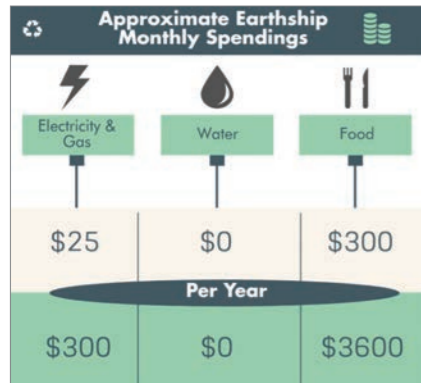 Approximate Earthship
Monthly Spendings
Electricity &
Gas
Water
Food
$25
$0
$300
Per Year
$300
$0
$3600